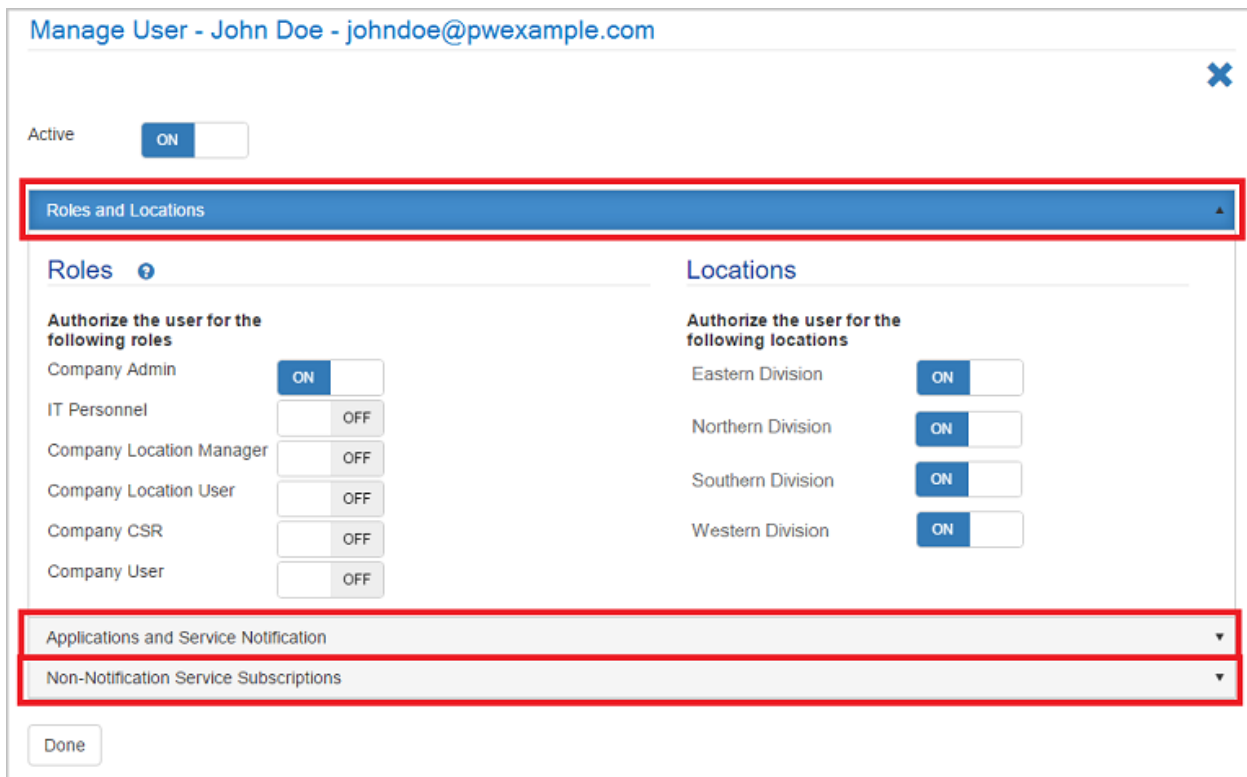 Manage User - John Doe - johndoe@pwexample.com
Active ON
Roles and Locations
Roles
Authorize the user for the
following roles
Company Admin ON
IT Personnel OFF
Company Location Manager OFF
Company Location User OFF
Company CSR OFF
Company User OFF
Locations
Authorize the user for the
following locations
Eastern Division ON
Northern Division ON
Southern Division ON
Western Division ON
Applications and Service Notification
Non-Notification Service Subscriptions
Done